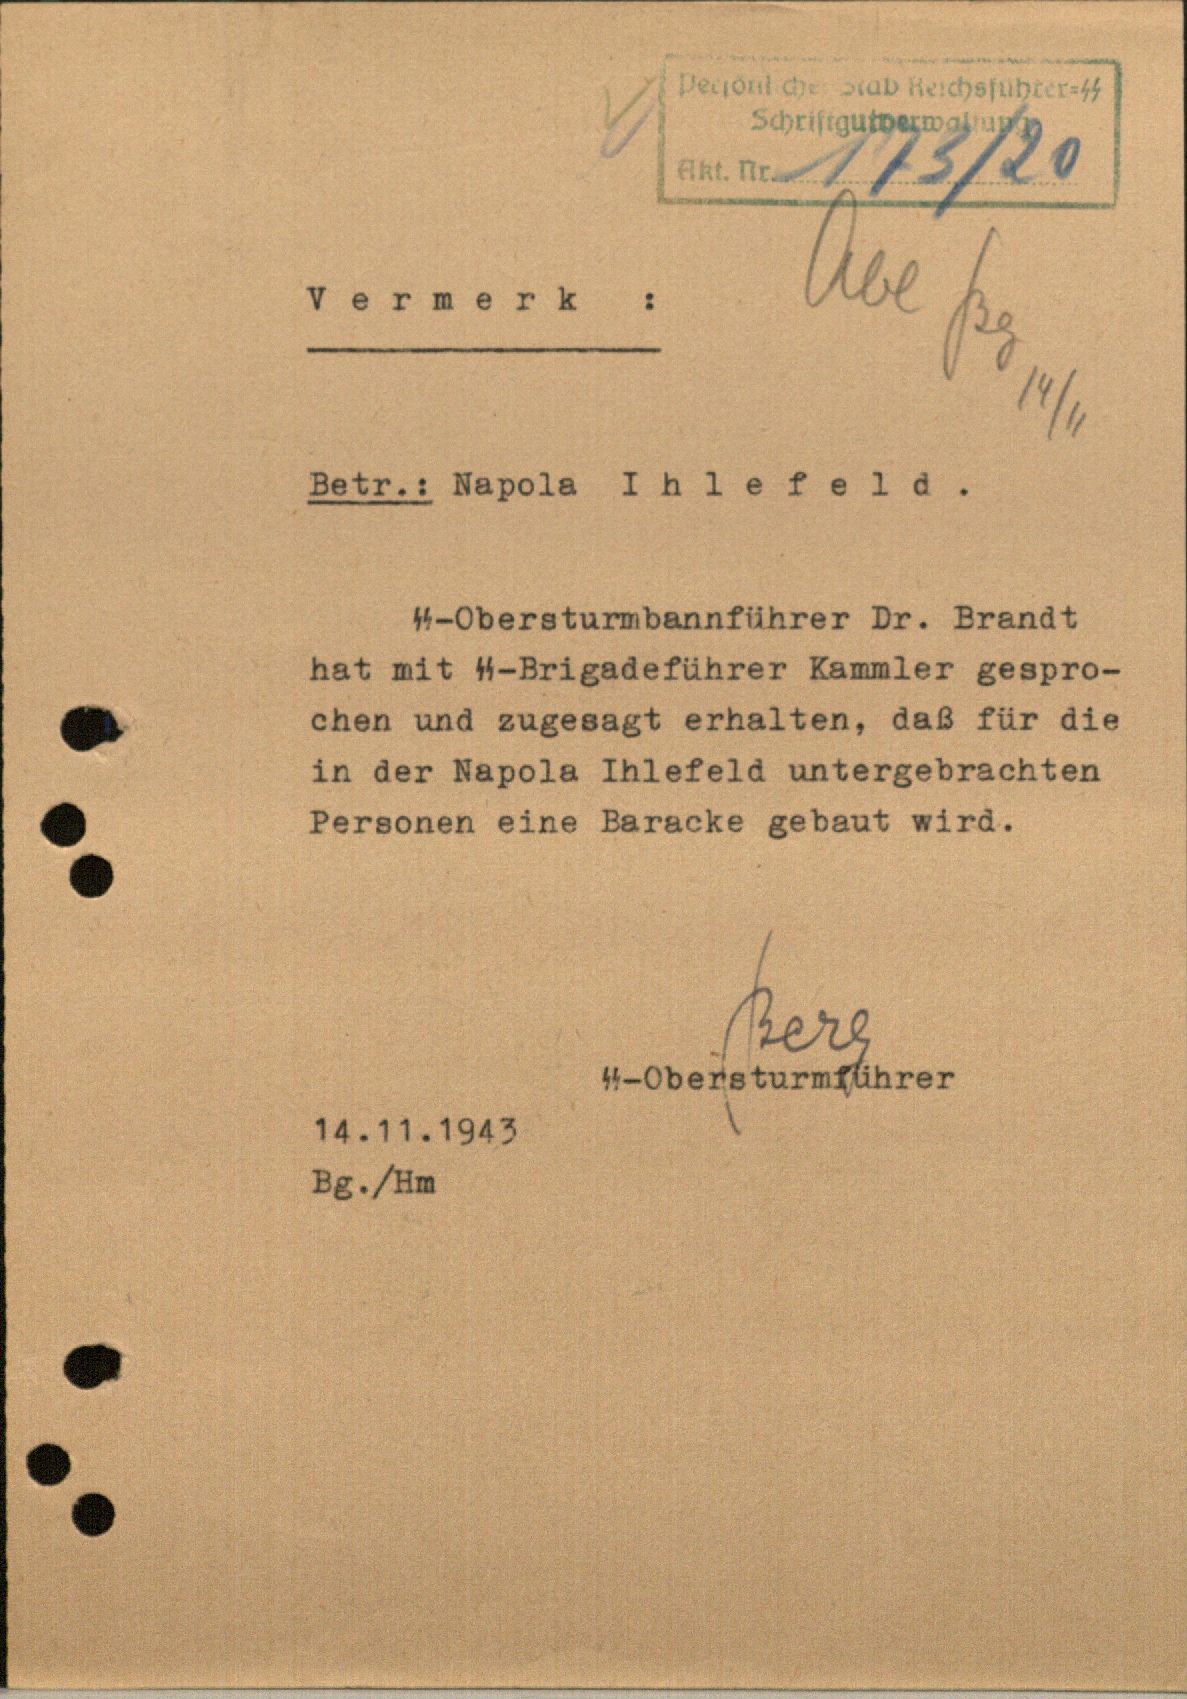 Persönlicher Stab Reichsführer-SS
Schriftgutverwaltung
Akt. Nr. 173/20
Bg
14/11
V e r m e r k :
Betr.: Napola I h l e f e l d .
SS-Obersturmbannführer Dr. Brandt
hat mit SS-Brigadeführer Kammler gespro-
chen und zugesagt erhalten, daß für die
in der Napola Ihlefeld untergebrachten
Personen eine Baracke gebaut wird.
Berg
SS-Obersturmführer
14.11.1943
Bg./Hm